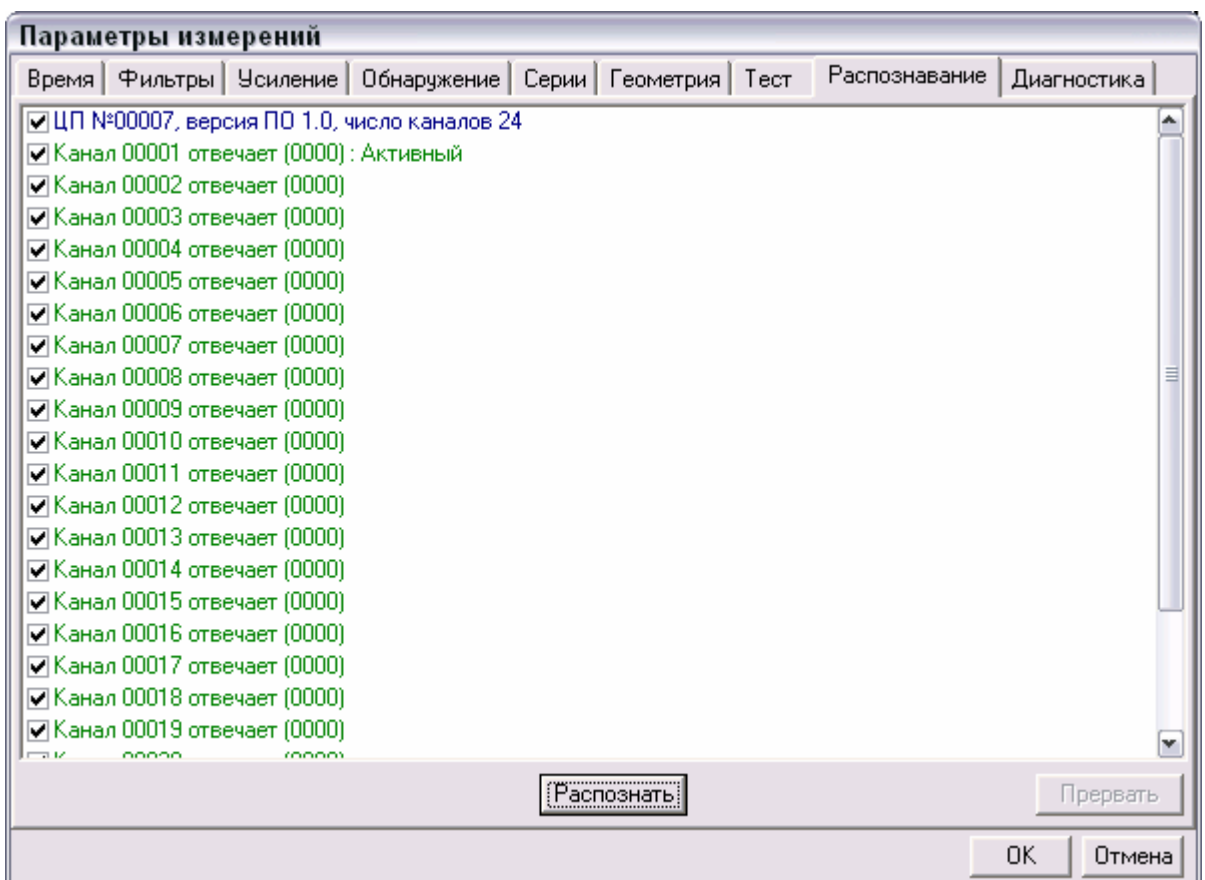 Параметры измерений
Время Фильтры Усиление Обнаружение Серии Геометрия Тест Распознавание Диагностика
ЦП №00007, версия ПО 1.0, число каналов 24
Канал 00001 отвечает (0000) : Активный
Канал 00002 отвечает (0000)
Канал 00003 отвечает (0000)
Канал 00004 отвечает (0000)
Канал 00005 отвечает (0000)
Канал 00006 отвечает (0000)
Канал 00007 отвечает (0000)
Канал 00008 отвечает (0000)
Канал 00009 отвечает (0000)
Канал 00010 отвечает (0000)
Канал 00011 отвечает (0000)
Канал 00012 отвечает (0000)
Канал 00013 отвечает (0000)
Канал 00014 отвечает (0000)
Канал 00015 отвечает (0000)
Канал 00016 отвечает (0000)
Канал 00017 отвечает (0000)
Канал 00018 отвечает (0000)
Канал 00019 отвечает (0000)
Распознать Прервать
OK Отмена